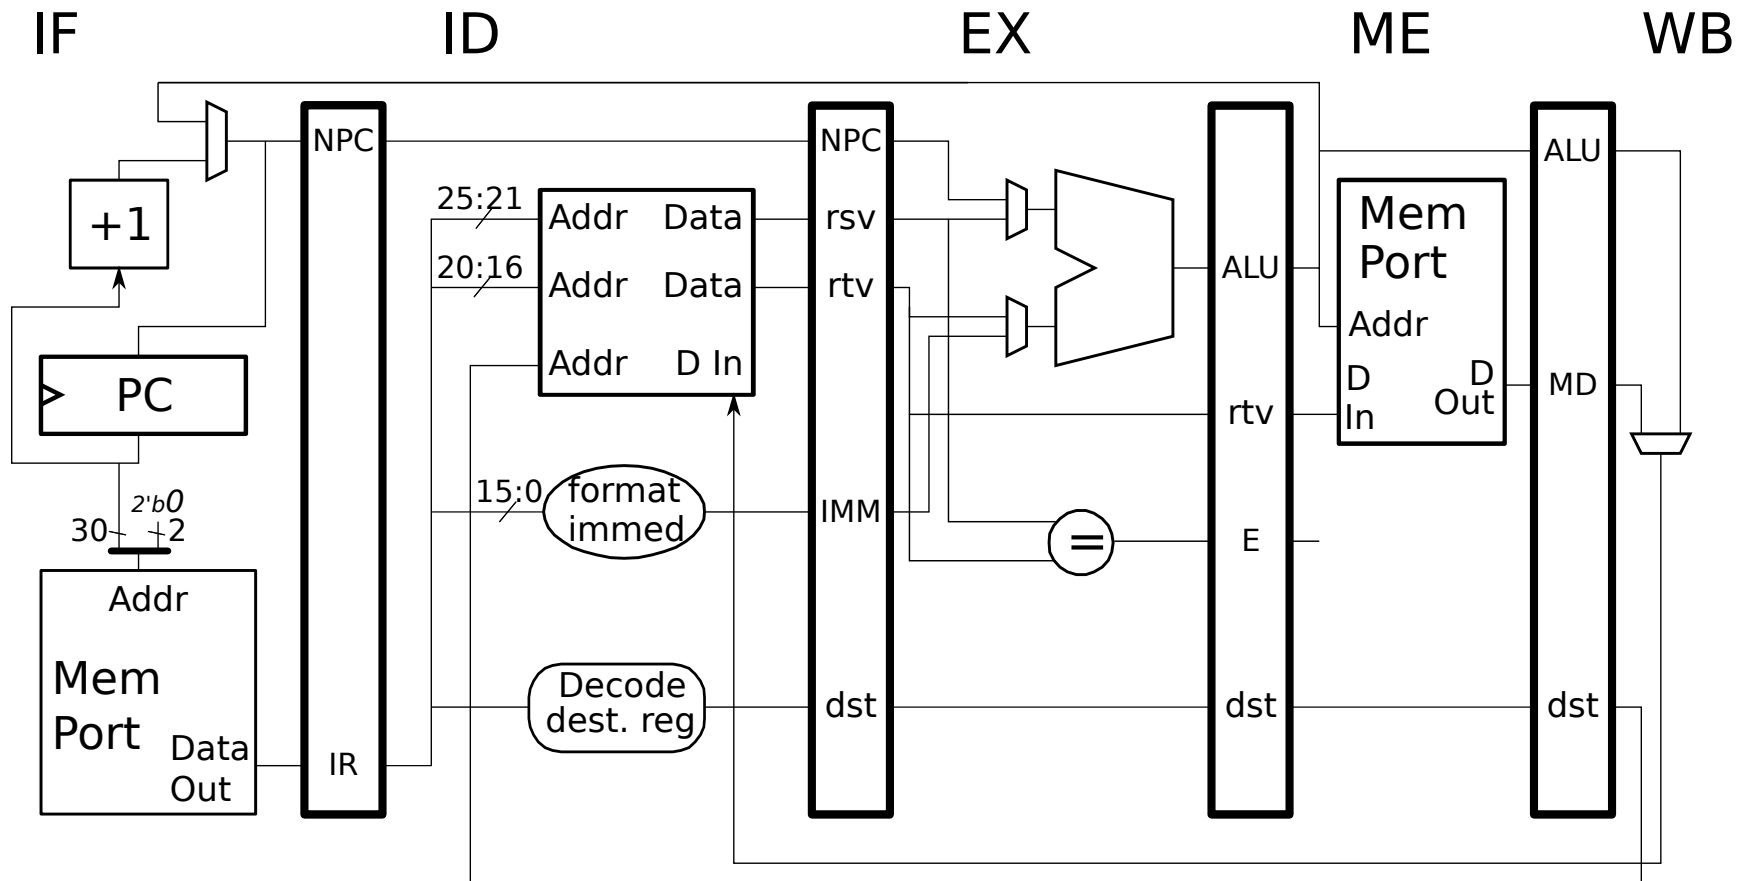 IF ID EX ME WB
NPC
NPC
ALU
+1
25:21
Addr Data
rsv
Mem
Port
20:16
Addr Data
rtv
ALU
Addr
Addr D In
PC
D
In
D
Out
MD
rtv
15:0
format
immed
IMM
2'b0
30
2
=
E
Addr
Mem
Port
Data
Out
IR
Decode
dest. reg
dst
dst
dst